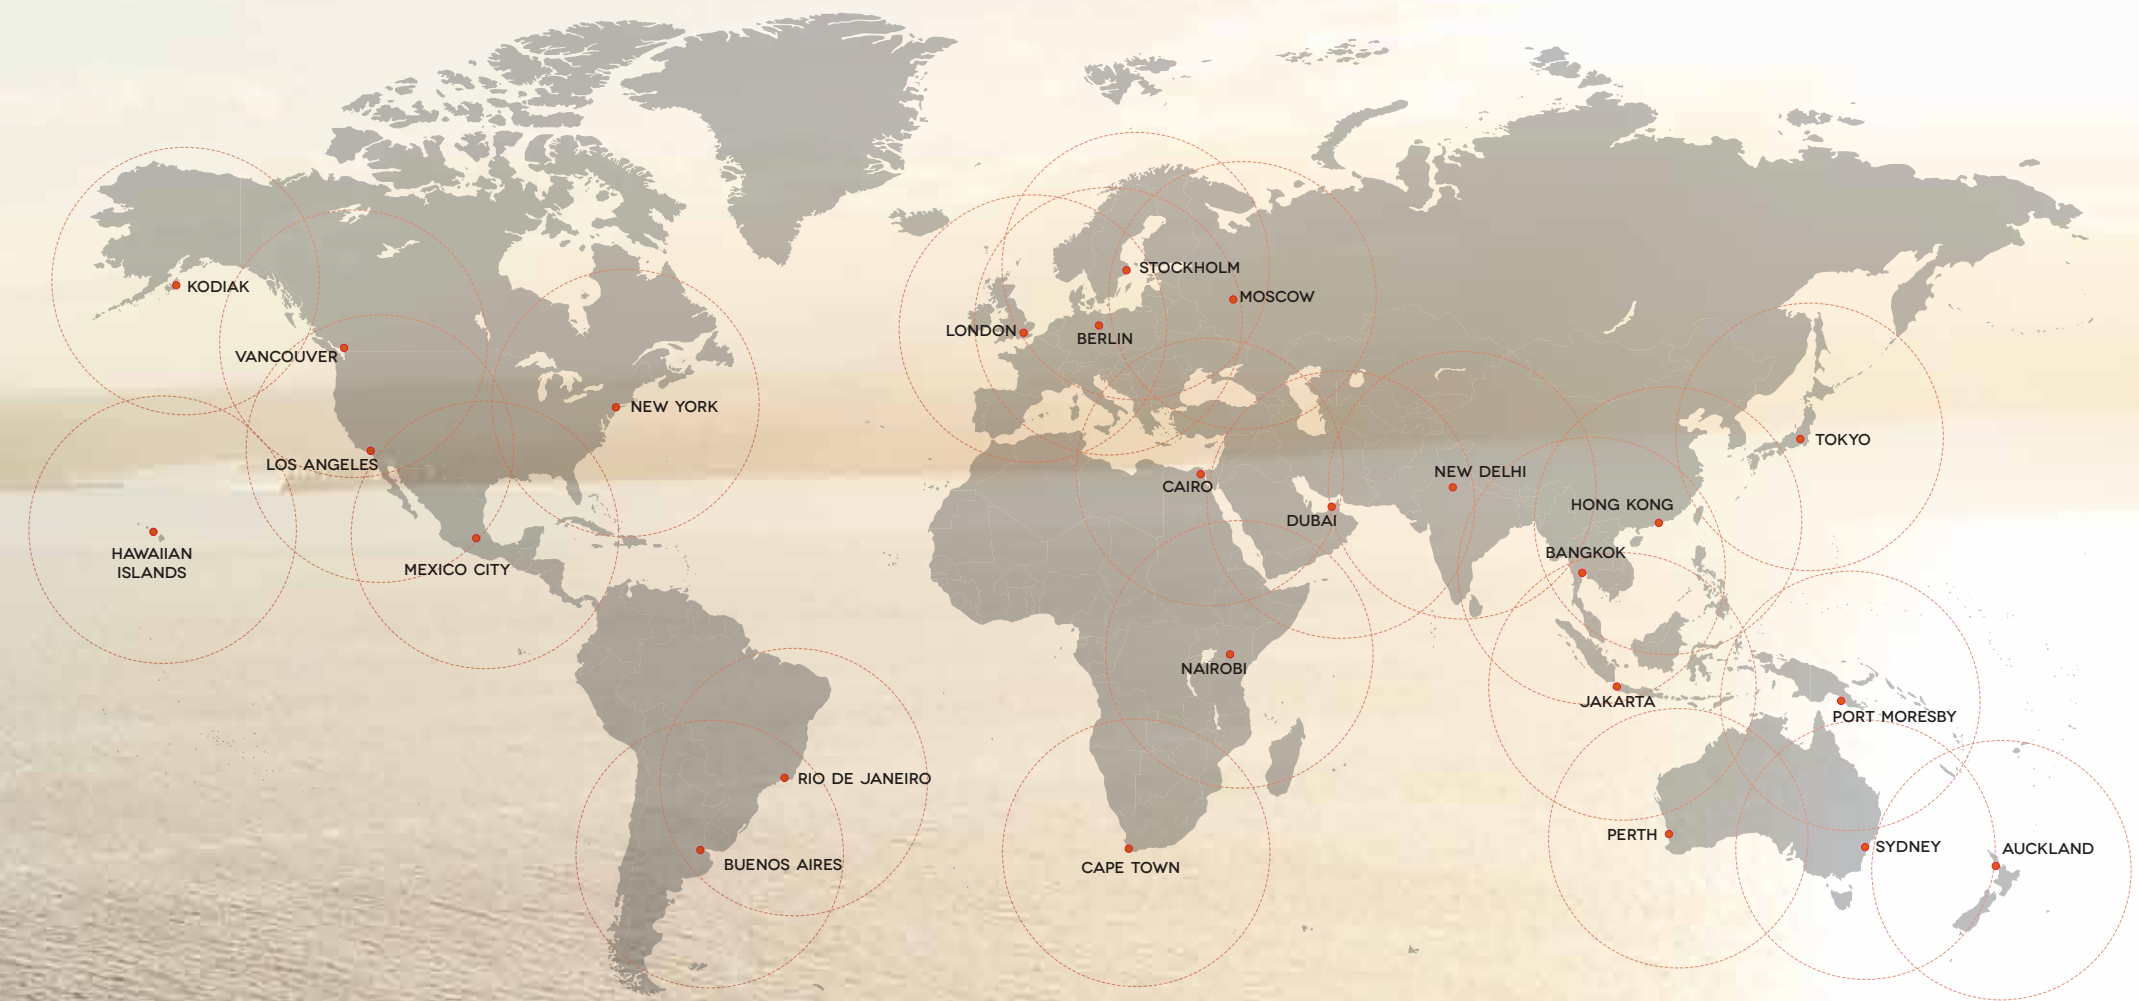 STOCKHOLM
KODIAK
MOSCOW
LONDON
BERLIN
VANCOUVER
NEW YORK
TOKYO
LOS ANGELES
NEW DELHI
CAIRO
HONG KONG
DUBAI
HAWAIIAN
ISLANDS
BANGKOK
MEXICO CITY
NAIROBI
JAKARTA
PORT MORESBY
RIO DE JANEIRO
PERTH
SYDNEY
AUCKLAND
BUENOS AIRES
CAPE TOWN